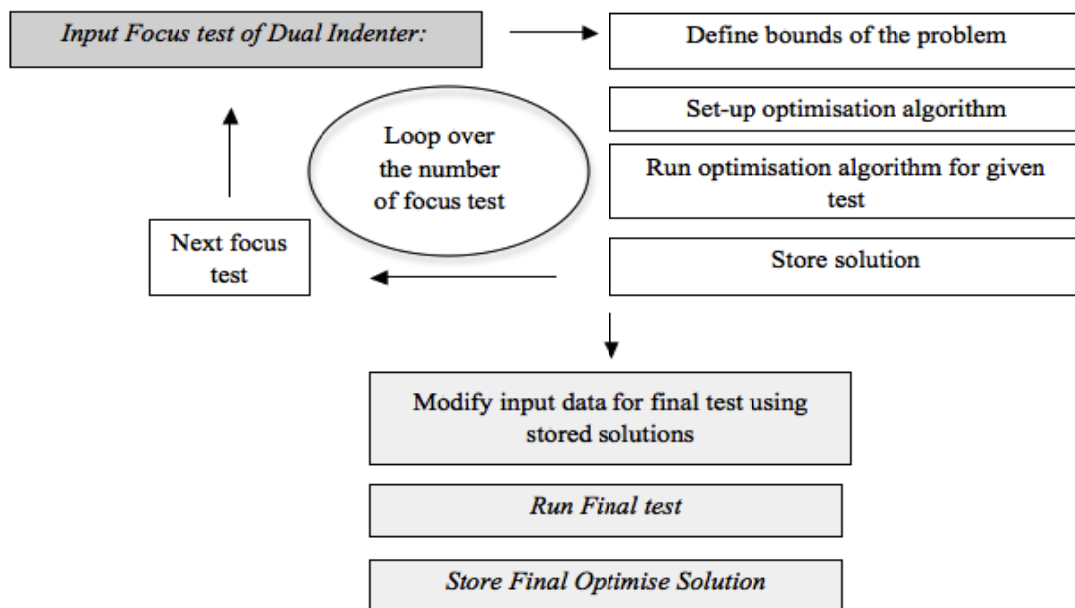 Input Focus test of Dual Indenter:
Define bounds of the problem
Set-up optimisation algorithm
Run optimisation algorithm for given
test
Store solution
Loop over
the number
of focus test
Next focus
test
Modify input data for final test using
stored solutions
Run Final test
Store Final Optimise Solution